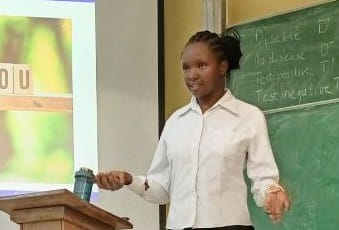 OU
Disease D⁺
No disease D⁻
Test positive T⁺
Test negative T